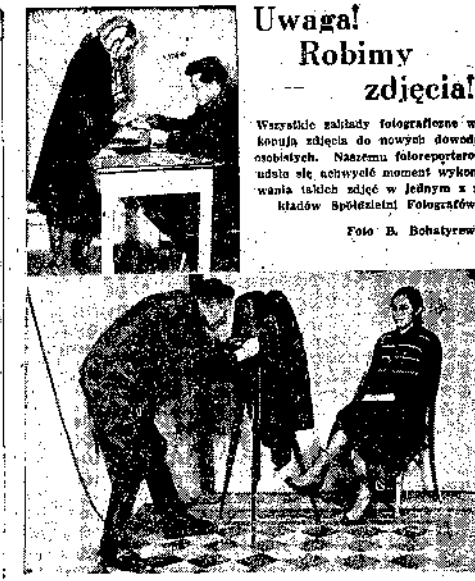 Uwaga!
Robimy
zdjęcia!
Wszystkie zakłady fotograficzne w
konują zdjęcia do nowych dowod
osobistych. Naszemu fotoreportero
udało się uchwycić moment wykon
wania takich zdjęć w jednym z z
kładów Spółdzielni Fotografów
Foto B. Bohatyrew